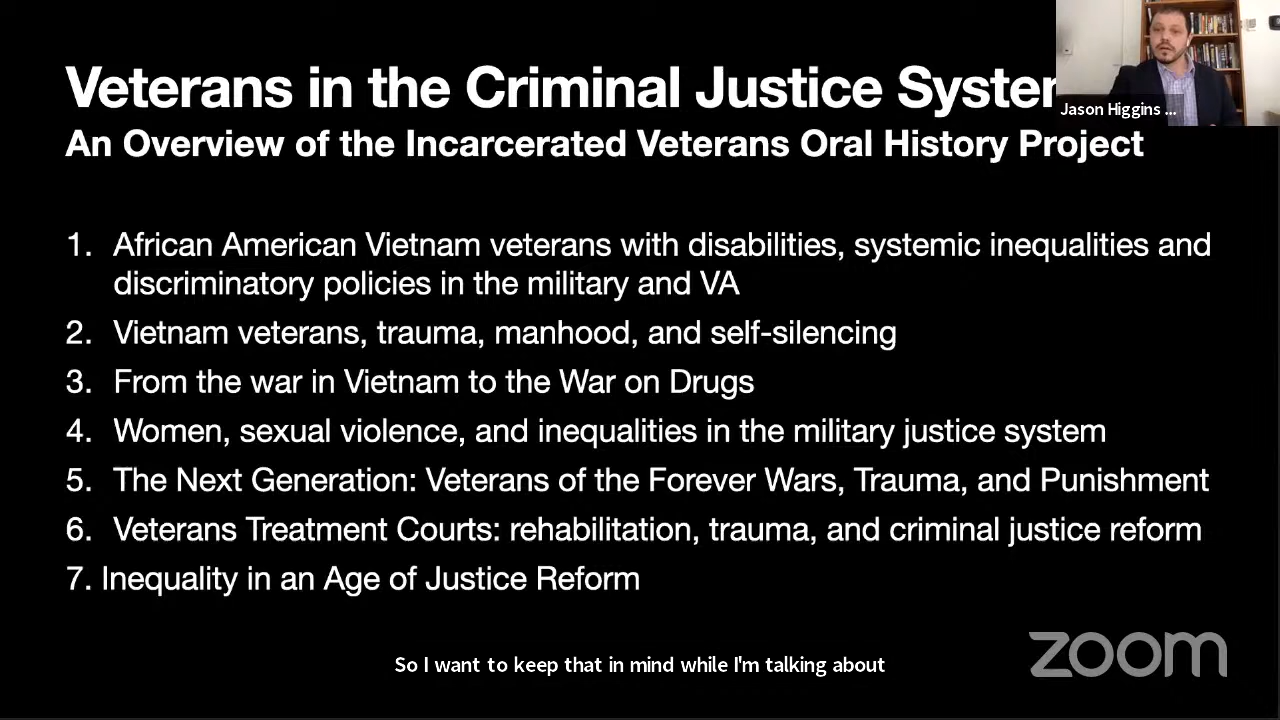 Veterans in the Criminal Justice System
An Overview of the Incarcerated Veterans Oral History Project
Jason Higgins ...
1. African American Vietnam veterans with disabilities, systemic inequalities and
discriminatory policies in the military and VA
2. Vietnam veterans, trauma, manhood, and self-silencing
3. From the war in Vietnam to the War on Drugs
4. Women, sexual violence, and inequalities in the military justice system
5. The Next Generation: Veterans of the Forever Wars, Trauma, and Punishment
6. Veterans Treatment Courts: rehabilitation, trauma, and criminal justice reform
7. Inequality in an Age of Justice Reform
So I want to keep that in mind while I'm talking about
zoom